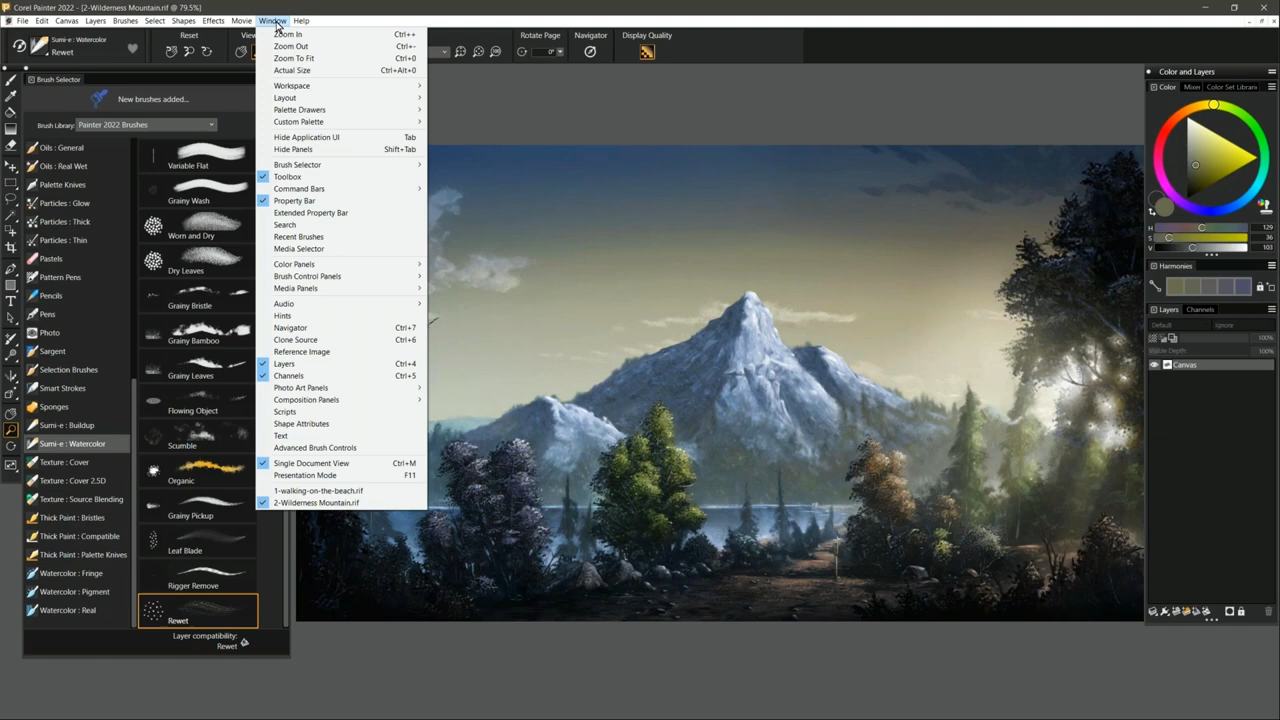 Corel Painter 2022 - [2-Wilderness Mountain.rif @ 79.5%]
File Edit Canvas Layers Brushes Select Shapes Effects Movie Window Help
Sumi-e : Watercolor
Rewet
Reset
Rotate Page
Navigator
Display Quality
0°
Brush Selector
New brushes added...
Brush Library: Painter 2022 Brushes
Oils : General
Oils : Real Wet
Palette Knives
Particles : Glow
Particles : Thick
Particles : Thin
Pastels
Pattern Pens
Pencils
Pens
Photo
Sargent
Selection Brushes
Smart Strokes
Sponges
Sumi-e : Buildup
Sumi-e : Watercolor
Texture : Cover
Texture : Cover 2.5D
Texture : Source Blending
Thick Paint : Bristles
Thick Paint : Compatible
Thick Paint : Palette Knives
Watercolor : Fringe
Watercolor : Pigment
Watercolor : Real
Variable Flat
Grainy Wash
Worn and Dry
Dry Leaves
Grainy Bristle
Grainy Bamboo
Grainy Leaves
Flowing Object
Scumble
Organic
Grainy Pickup
Leaf Blade
Rigger Remove
Rewet
Layer compatibility:
Rewet
Zoom In Ctrl++
Zoom Out Ctrl+-
Zoom To Fit Ctrl+0
Actual Size Ctrl+Alt+0
Workspace
Layout
Palette Drawers
Custom Palette
Hide Application UI Tab
Hide Panels Shift+Tab
Brush Selector
Toolbox
Command Bars
Property Bar
Extended Property Bar
Search
Recent Brushes
Media Selector
Color Panels
Brush Control Panels
Media Panels
Audio
Hints
Navigator Ctrl+7
Clone Source Ctrl+6
Reference Image
Layers Ctrl+4
Channels Ctrl+5
Photo Art Panels
Composition Panels
Scripts
Shape Attributes
Text
Advanced Brush Controls
Single Document View Ctrl+M
Presentation Mode F11
1-walking-on-the-beach.rif
2-Wilderness Mountain.rif
Color and Layers
Color Mixer Color Set Librari
H 129
S 36
V 103
Harmonies
Layers Channels
Default Ignore
100%
Visible Depth: 100%
Canvas